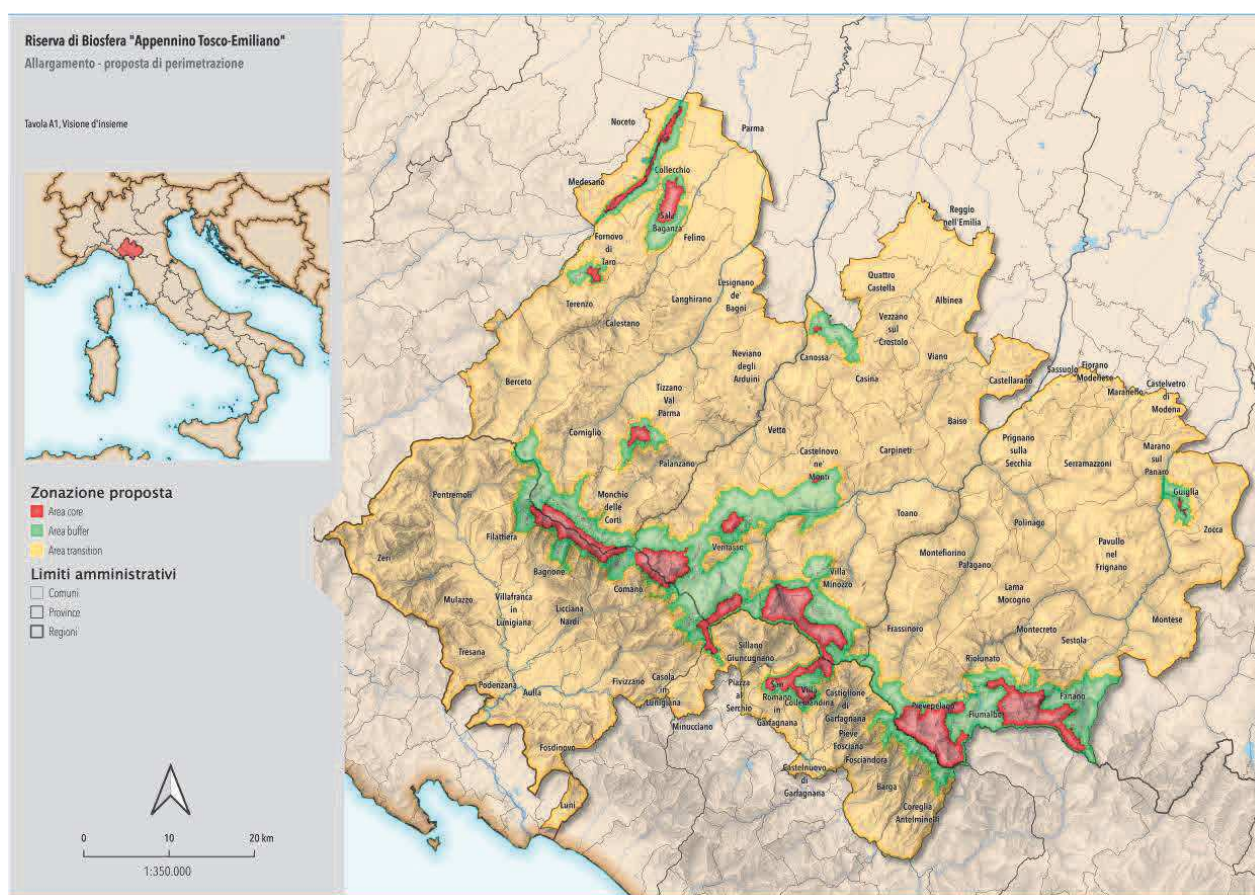 Riserva di Biosfera "Appennino Tosco-Emiliano"
Allargamento - proposta di perimetrazione
Tavola A1, Visione d'insieme
Zonazione proposta
Area core
Area buffer
Area transition
Limiti amministrativi
Comuni
Province
Regioni
0 10 20 km
1:350.000
Noceto
Parma
Medesano
Collecchio
Sala
Baganza
Felino
Fornovo
di
Taro
Reggio
nell'Emilia
Quattro
Castella
Albinea
Terenzo
Langhirano
Lesignano
de'
Bagni
Calestano
Vezzano
sul
Crostolo
Neviano
degli
Arduini
Canossa
Viano
Casina
Castellarano
Sassuolo
Fiorano
Modenese
Maranello
Castelvetro
di
Modena
Berceto
Tizzano
Val
Parma
Baiso
Corniglio
Vetto
Palanzano
Castelnovo
ne'
Monti
Carpineti
Prignano
sulla
Secchia
Serramazzoni
Marano
sul
Panaro
Guiglia
Zocca
Pontremoli
Monchio
delle
Corti
Toano
Polinago
Filattiera
Ventasso
Montefiorino
Palagano
Pavullo
nel
Frignano
Zeri
Bagnone
Comano
Villa
Minozzo
Lama
Mocogno
Mulazzo
Villafranca
in
Lunigiana
Licciana
Nardi
Frassinoro
Montecreto
Sestola
Montese
Tresana
Sillano
Giuncugnano
Riolunato
Podenzana
Aulla
Fivizzano
Casola
in
Lunigiana
Piazza
al
Serchio
San
Romano
in
Garfagnana
Villa
Collemandina
Castiglione
di
Garfagnana
Pievepelago
Fiumalbo
Fanano
Minucciano
Pieve
Fosciana
Fosciandora
Fosdinovo
Castelnuovo
di
Garfagnana
Barga
Luni
Coreglia
Antelminelli